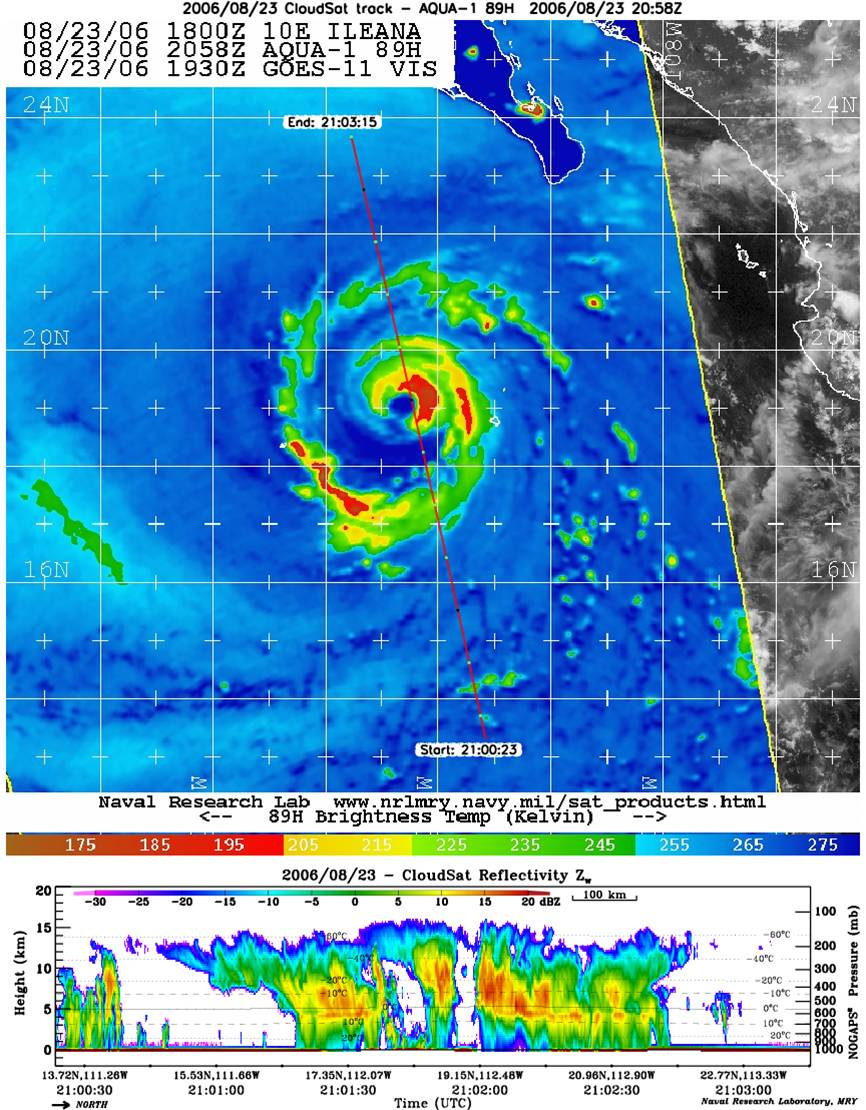 2006/08/23 CloudSat track - AQUA-1 89H 2006/08/23 20:58Z
08/23/06 1800Z 10E ILEANA
08/23/06 2058Z AQUA-1 89H
08/23/06 1930Z GOES-11 VIS
108W
24N 24N
End: 21:03:15
20N 20N
16N 16N
Start: 21:00:23
M M M
Naval Research Lab www.nrlmry.navy.mil/sat_products.html
<-- 89H Brightness Temp (Kelvin) -->
175 185 195 205 215 225 235 245 255 265 275
2006/08/23 - CloudSat Reflectivity Zw
-30 -25 -20 -15 -10 -5 0 5 10 15 20 dBZ
100 km
20
15
10
5
0
Height (km)
-60°C -60°C
-40°C -40°C
-20°C -20°C
-10°C -10°C
0°C
10°C 10°C
20°C 20°C
100
200
300
400
500
600
700
800
900
1000
NOGAPS Pressure (mb)
13.72N,111.26W 15.53N,111.66W 17.35N,112.07W 19.15N,112.48W 20.96N,112.90W 22.77N,113.33W
21:00:30 21:01:00 21:01:30 21:02:00 21:02:30 21:03:00
NORTH
Time (UTC)
Naval Research Laboratory, MRY